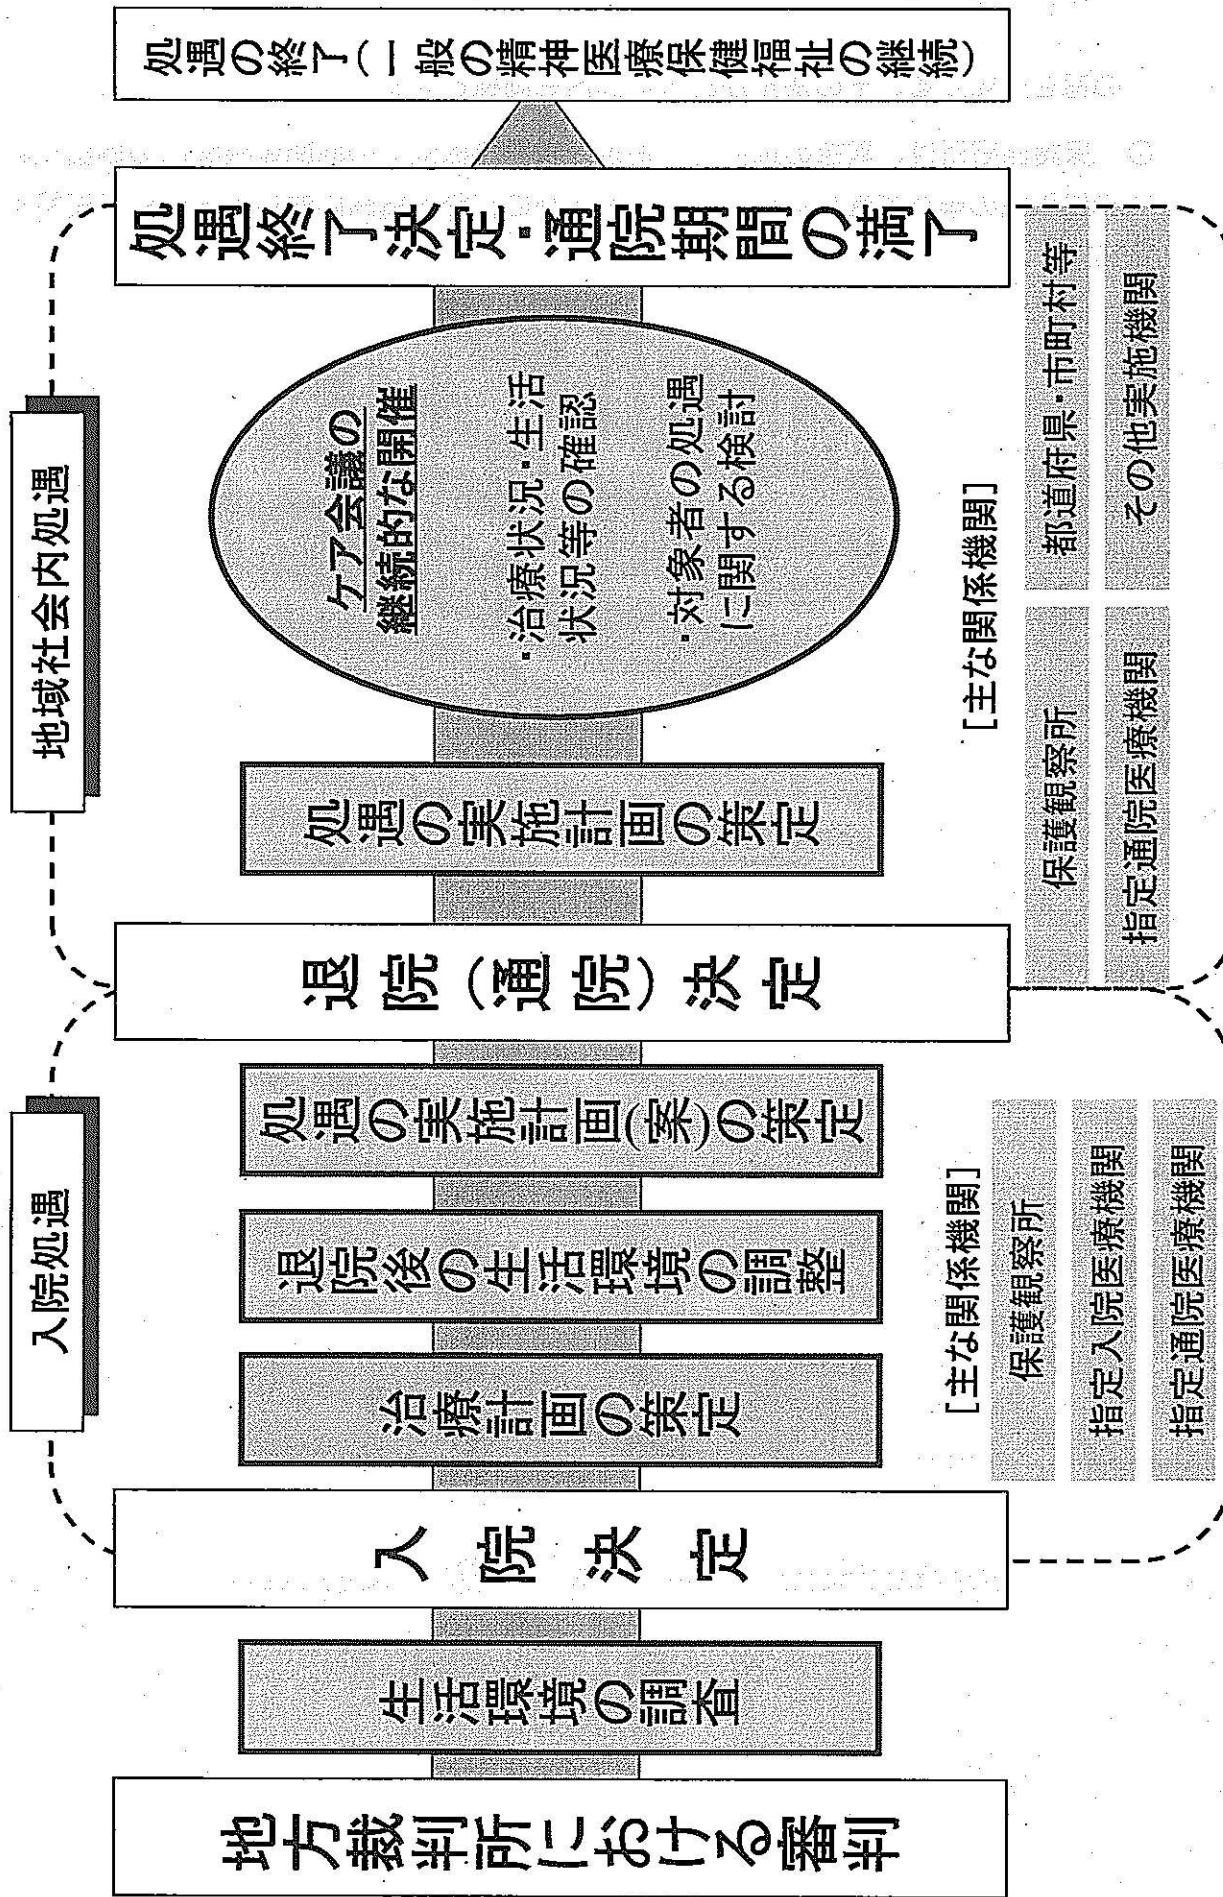 地方裁判所における審判
生活環境の調査
入院決定
入院処遇
治療計画の策定
退院後の生活環境の調整
処遇の実施計画(案)の策定
[主な関係機関]
保護観察所
指定入院医療機関
指定通院医療機関
退院(通院)決定
地域社会内処遇
処遇の実施計画の策定
ケア会議の
継続的な開催
・治療状況・生活
状況等の確認
・対象者の処遇
に関する検討
[主な関係機関]
保護観察所
都道府県・市町村等
指定通院医療機関
その他実施機関
処遇終了決定・通院期間の満了
処遇の終了(一般の精神医療保健福祉の継続)